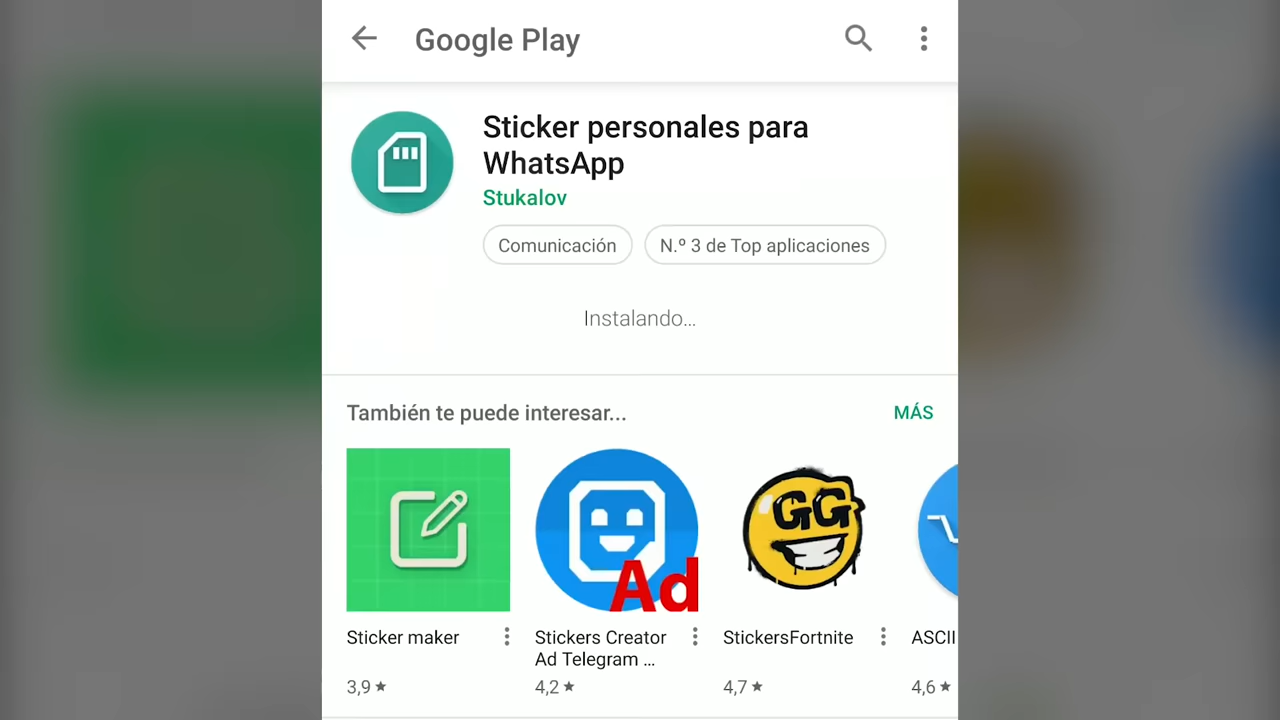 Google Play
Sticker personales para
WhatsApp
Stukalov
Comunicación
N.º 3 de Top aplicaciones
Instalando...
También te puede interesar...
MÁS
GG
Ad
Sticker maker
Stickers Creator
Ad Telegram ...
StickersFortnite
ASCII
3,9 ★
4,2 ★
4,7 ★
4,6 ★